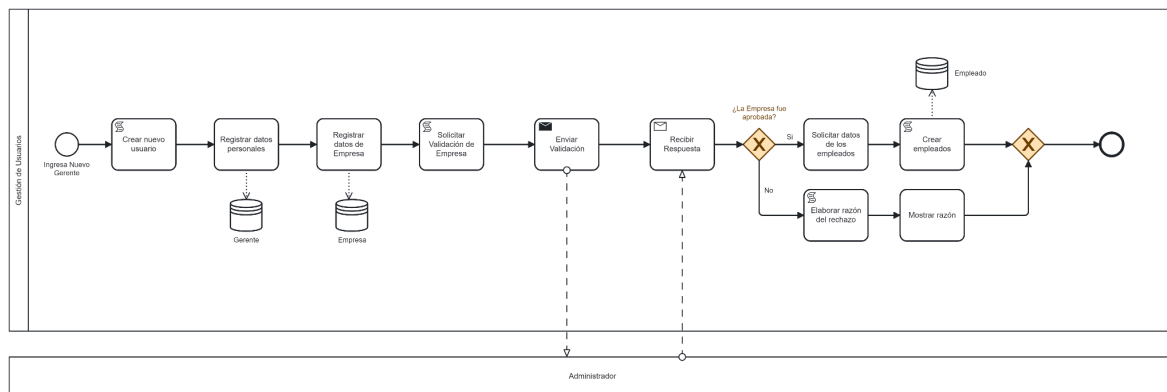 Gestión de Usuarios
Ingresa Nuevo
Gerente
Crear nuevo
usuario
Registrar datos
personales
Gerente
Registrar
datos de
Empresa
Empresa
Solicitar
Validación de
Empresa
Enviar
Validación
Recibir
Respuesta
¿La Empresa fue
aprobada?
Si
No
Solicitar datos
de los
empleados
Crear
empleados
Empleado
Elaborar razón
del rechazo
Mostrar razón
Administrador